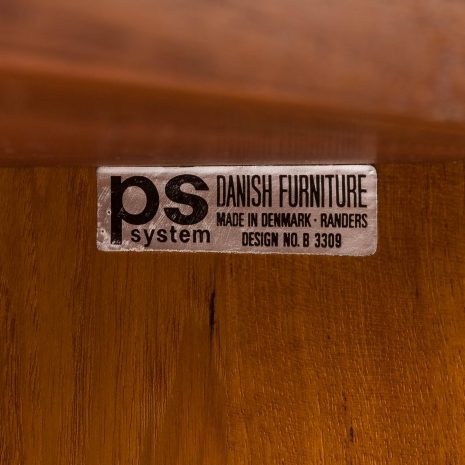 ps
system
DANISH FURNITURE
MADE IN DENMARK · RANDERS
DESIGN NO. B 3309